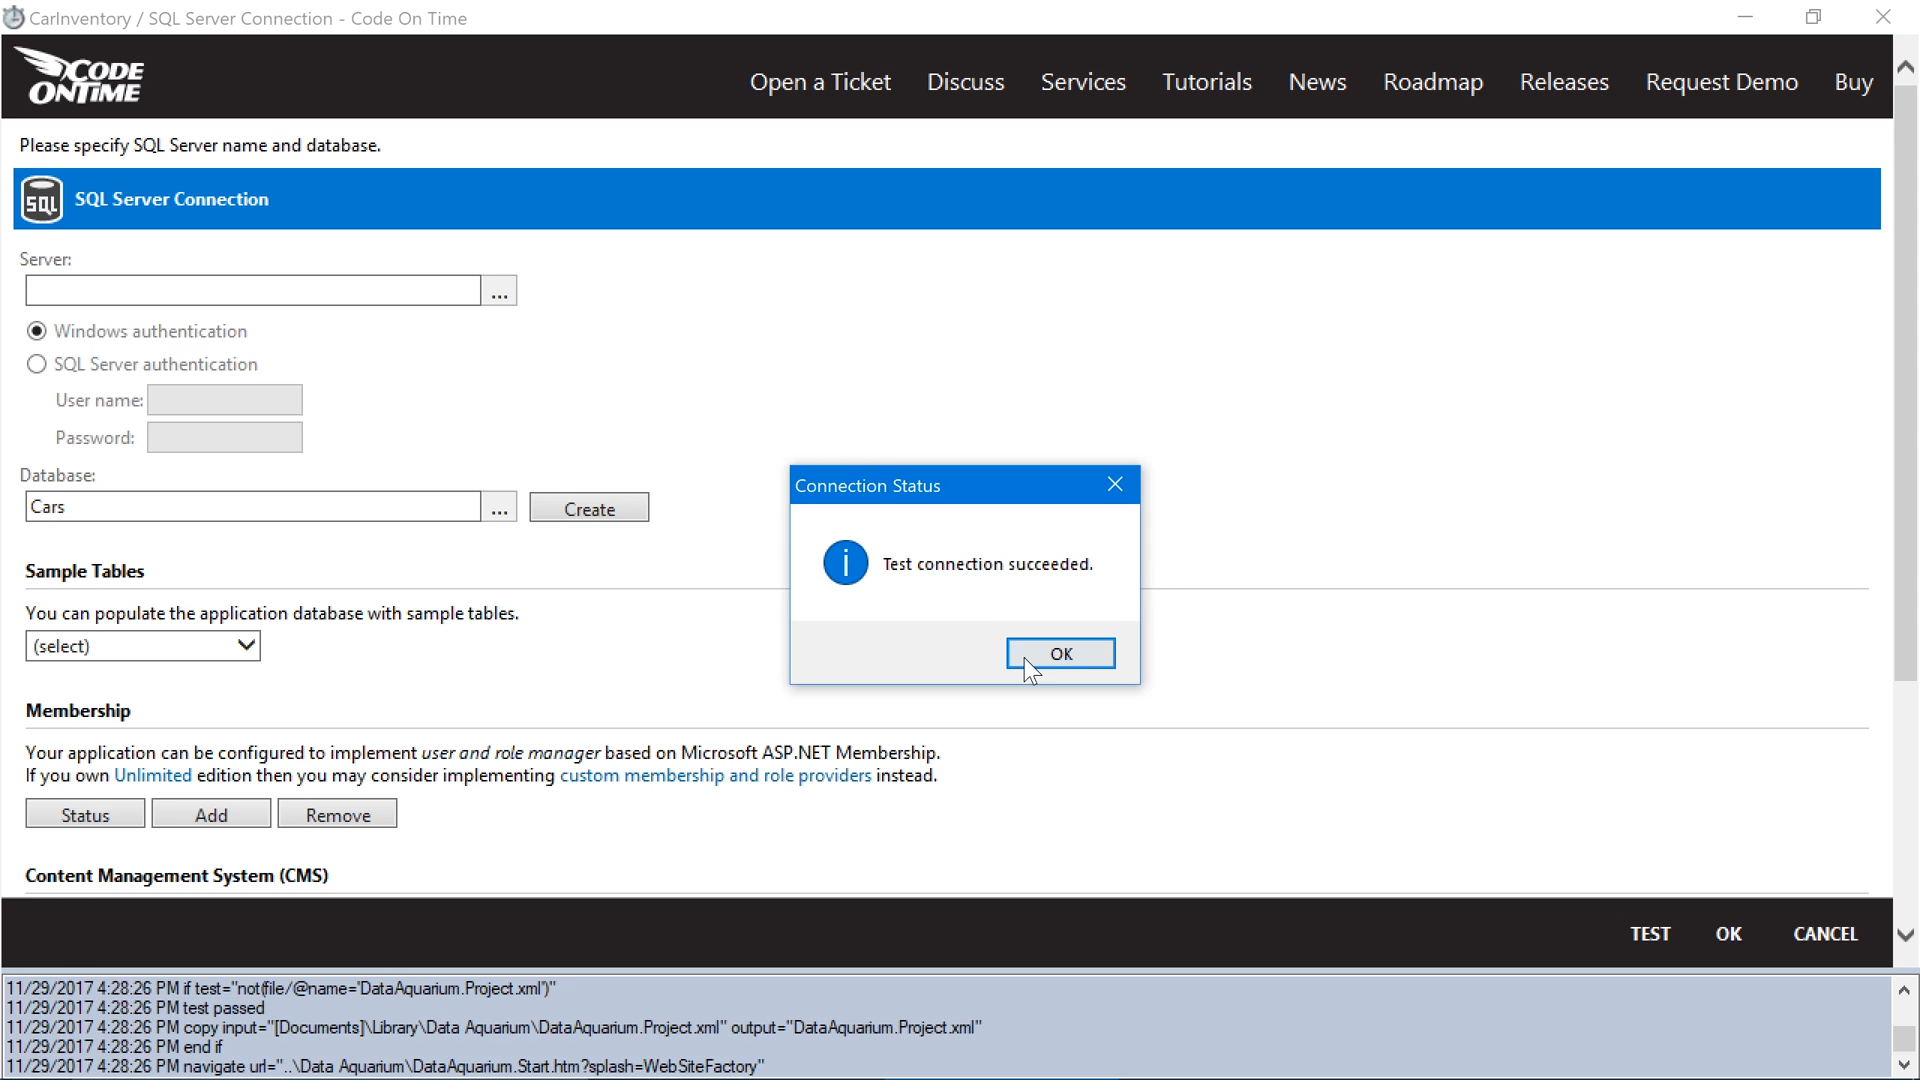 CarInventory / SQL Server Connection - Code On Time
CODE
ONTIME
Open a Ticket Discuss Services Tutorials News Roadmap Releases Request Demo Buy
Please specify SQL Server name and database.
SQL SQL Server Connection
Server:
...
Windows authentication
SQL Server authentication
User name:
Password:
Database:
Cars ... Create
Connection Status
Test connection succeeded.
OK
Sample Tables
You can populate the application database with sample tables.
(select)
Membership
Your application can be configured to implement user and role manager based on Microsoft ASP.NET Membership.
If you own Unlimited edition then you may consider implementing custom membership and role providers instead.
Status Add Remove
Content Management System (CMS)
TEST OK CANCEL
11/29/2017 4:28:26 PM if test="not(file/@name='DataAquarium.Project.xml')"
11/29/2017 4:28:26 PM test passed
11/29/2017 4:28:26 PM copy input="[Documents]\Library\Data Aquarium\DataAquarium.Project.xml" output="DataAquarium.Project.xml"
11/29/2017 4:28:26 PM end if
11/29/2017 4:28:26 PM navigate url="..\Data Aquarium\DataAquarium.Start.htm?splash=WebSiteFactory"